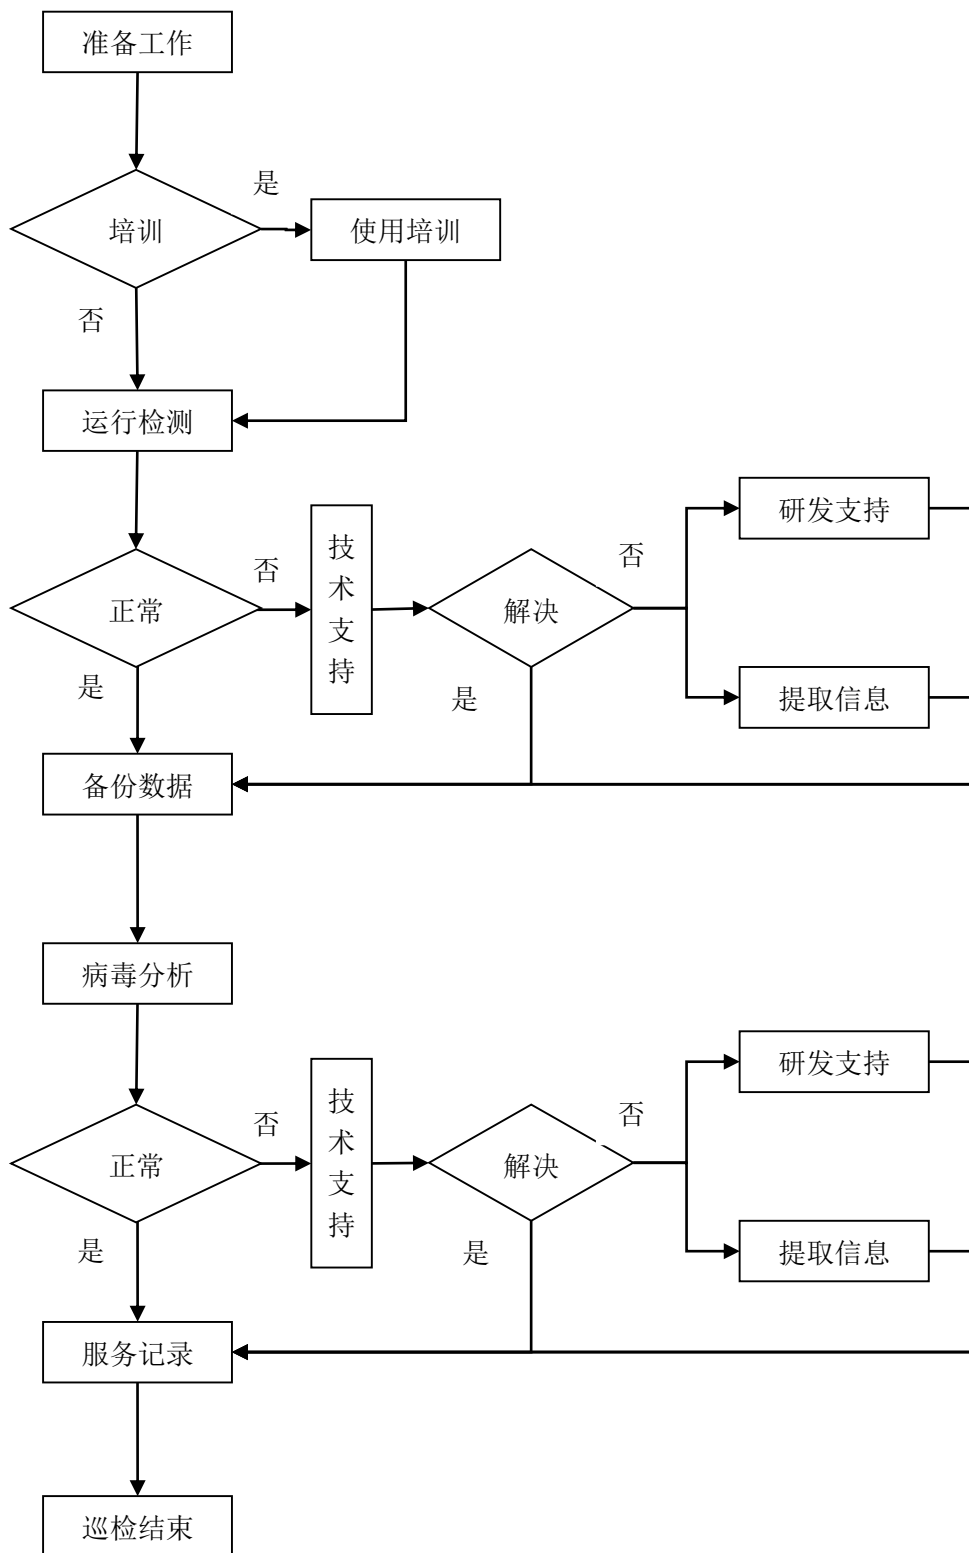 准备工作
是
培训
使用培训
否
运行检测
研发支持
否
技术支持
否
正常
解决
是
是
提取信息
备份数据
病毒分析
研发支持
否
技术支持
否
正常
解决
是
是
提取信息
服务记录
巡检结束